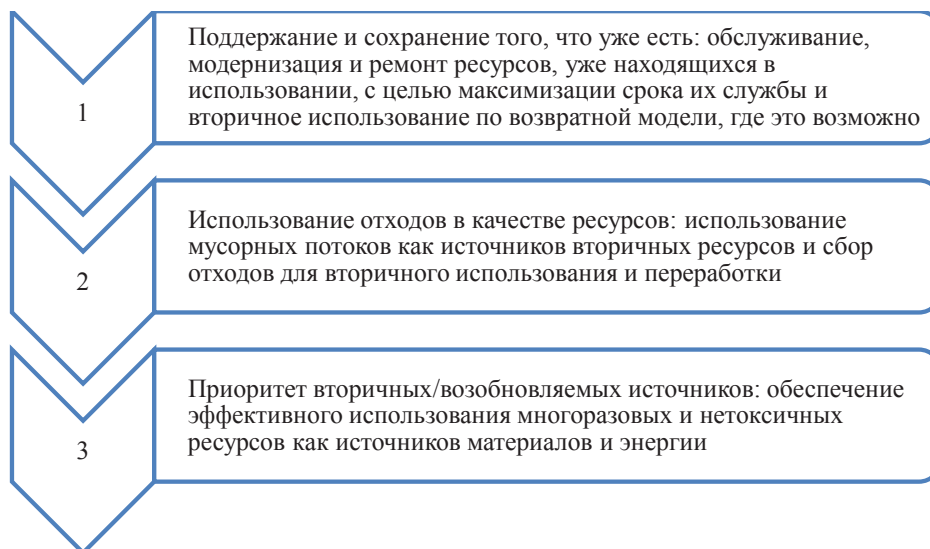 1
Поддержание и сохранение того, что уже есть: обслуживание,
модернизация и ремонт ресурсов, уже находящихся в
использовании, с целью максимизации срока их службы и
вторичное использование по возвратной модели, где это возможно
2
Использование отходов в качестве ресурсов: использование
мусорных потоков как источников вторичных ресурсов и сбор
отходов для вторичного использования и переработки
3
Приоритет вторичных/возобновляемых источников: обеспечение
эффективного использования многоразовых и нетоксичных
ресурсов как источников материалов и энергии